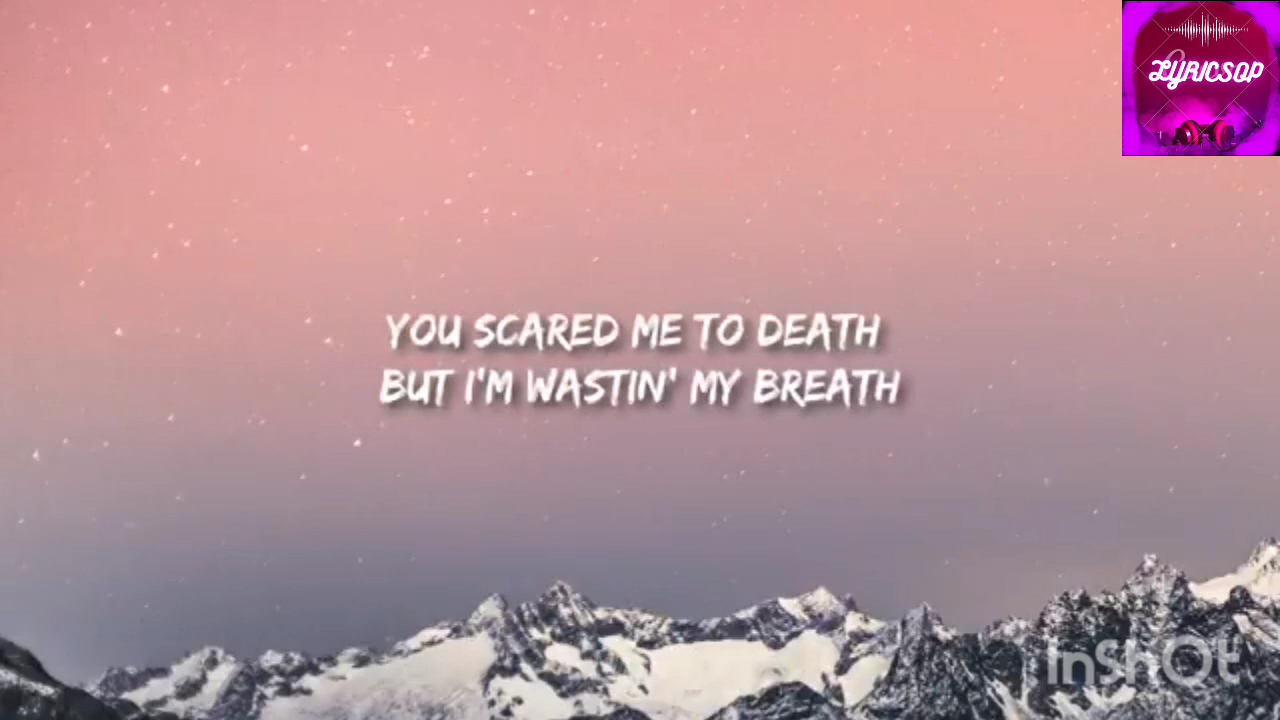 LYRICSOP
YOU SCARED ME TO DEATH
BUT I'M WASTIN' MY BREATH
InShOt